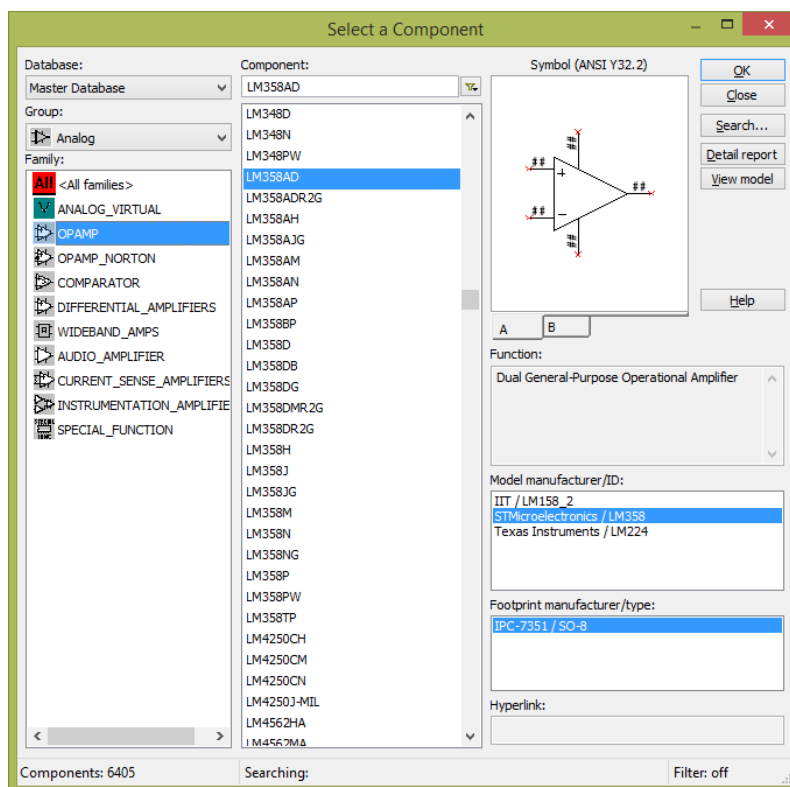 Select a Component
Database:
Master Database
Group:
Analog
Family:
All <All families>
ANALOG_VIRTUAL
OPAMP
OPAMP_NORTON
COMPARATOR
DIFFERENTIAL_AMPLIFIERS
WIDEBAND_AMPS
AUDIO_AMPLIFIER
CURRENT_SENSE_AMPLIFIERS
INSTRUMENTATION_AMPLIFIE
SPECIAL_FUNCTION
Component:
LM358AD
LM348D
LM348N
LM348PW
LM358AD
LM358ADR2G
LM358AH
LM358AJG
LM358AM
LM358AN
LM358AP
LM358BP
LM358D
LM358DB
LM358DG
LM358DMR2G
LM358DR2G
LM358H
LM358J
LM358JG
LM358M
LM358N
LM358NG
LM358P
LM358PW
LM358TP
LM4250CH
LM4250CM
LM4250CN
LM4250J-MIL
LM4562HA
LM4562MA
Symbol (ANSI Y32.2)
##
##
##
##
##
A
B
Function:
Dual General-Purpose Operational Amplifier
Model manufacturer/ID:
IIT / LM158_2
STMicroelectronics / LM358
Texas Instruments / LM224
Footprint manufacturer/type:
IPC-7351 / SO-8
Hyperlink:
OK
Close
Search...
Detail report
View model
Help
Components: 6405
Searching:
Filter: off